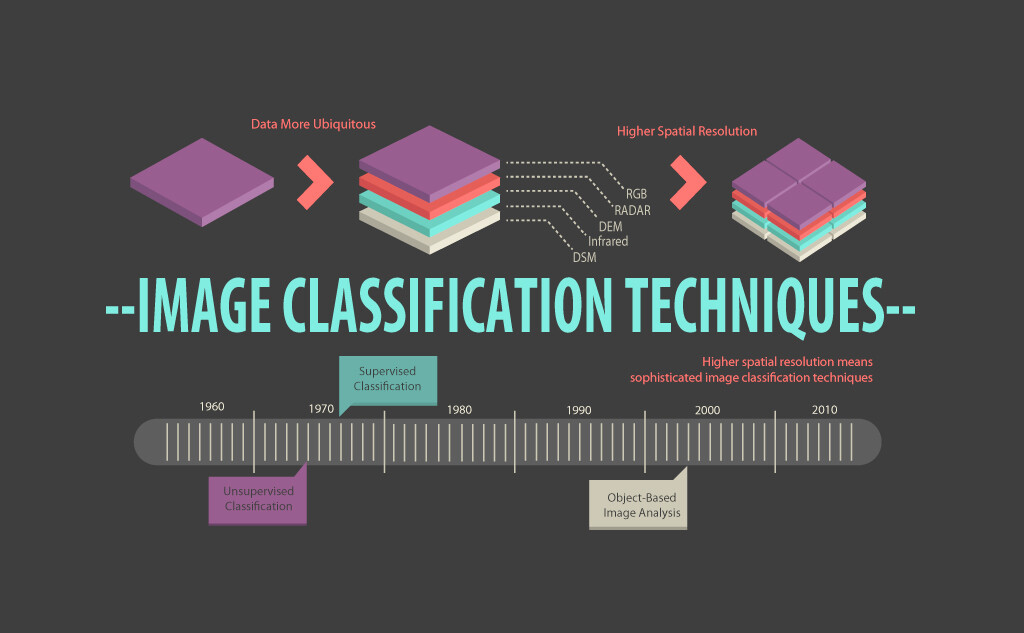 Data More Ubiquitous
Higher Spatial Resolution
RGB
RADAR
DEM
Infrared
DSM
--IMAGE CLASSIFICATION TECHNIQUES--
Higher spatial resolution means
sophisticated image classification techniques
Supervised
Classification
1960
1970
1980
1990
2000
2010
Unsupervised
Classification
Object-Based
Image Analysis